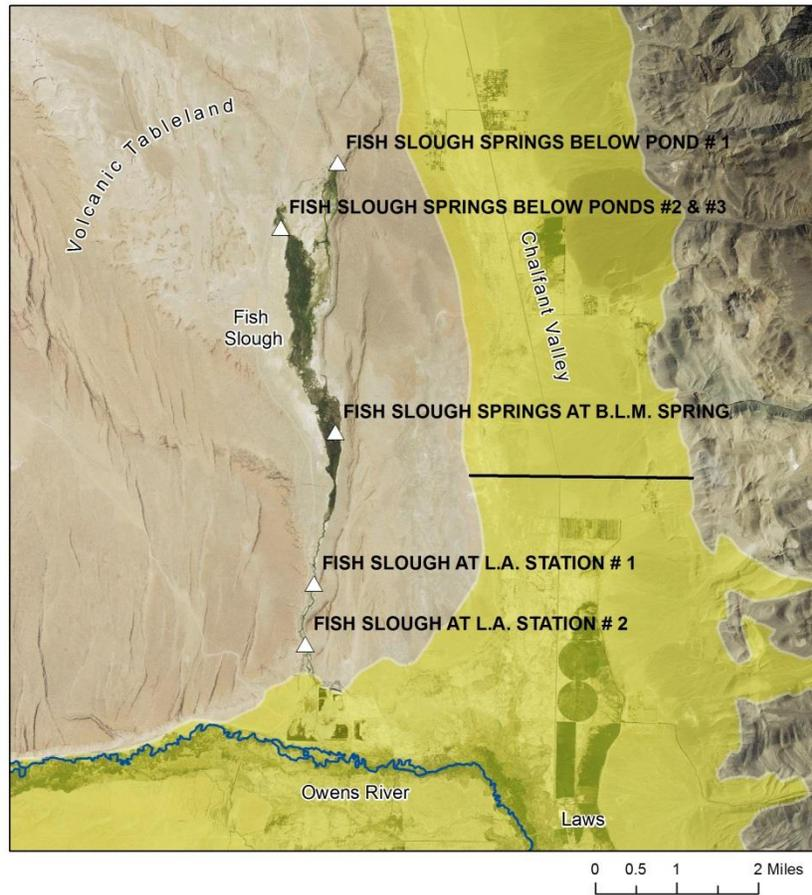 Volcanic Tableland
FISH SLOUGH SPRINGS BELOW POND # 1
FISH SLOUGH SPRINGS BELOW PONDS #2 & #3
Chalfant Valley
Fish
Slough
FISH SLOUGH SPRINGS AT B.L.M. SPRING
FISH SLOUGH AT L.A. STATION # 1
FISH SLOUGH AT L.A. STATION # 2
Owens River
Laws
0 0.5 1 2 Miles